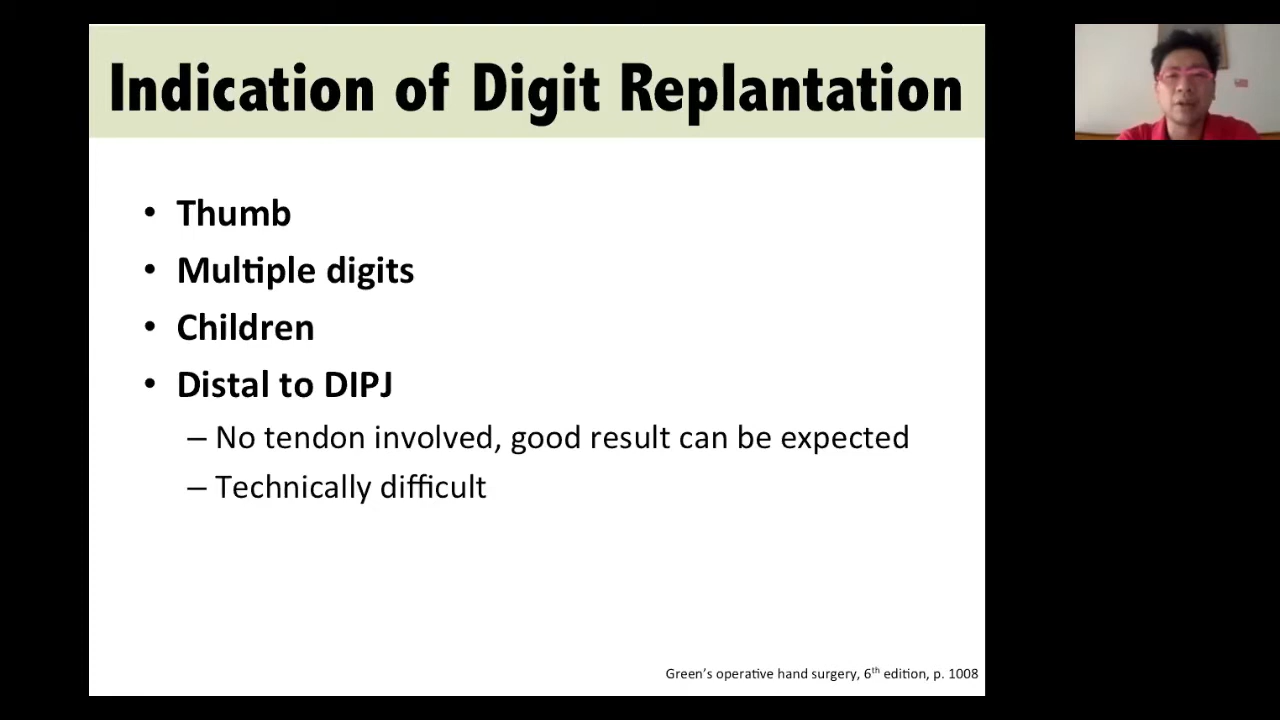 Indication of Digit Replantation
• Thumb
• Multiple digits
• Children
• Distal to DIPJ
– No tendon involved, good result can be expected
– Technically difficult
Green's operative hand surgery, 6th edition, p. 1008